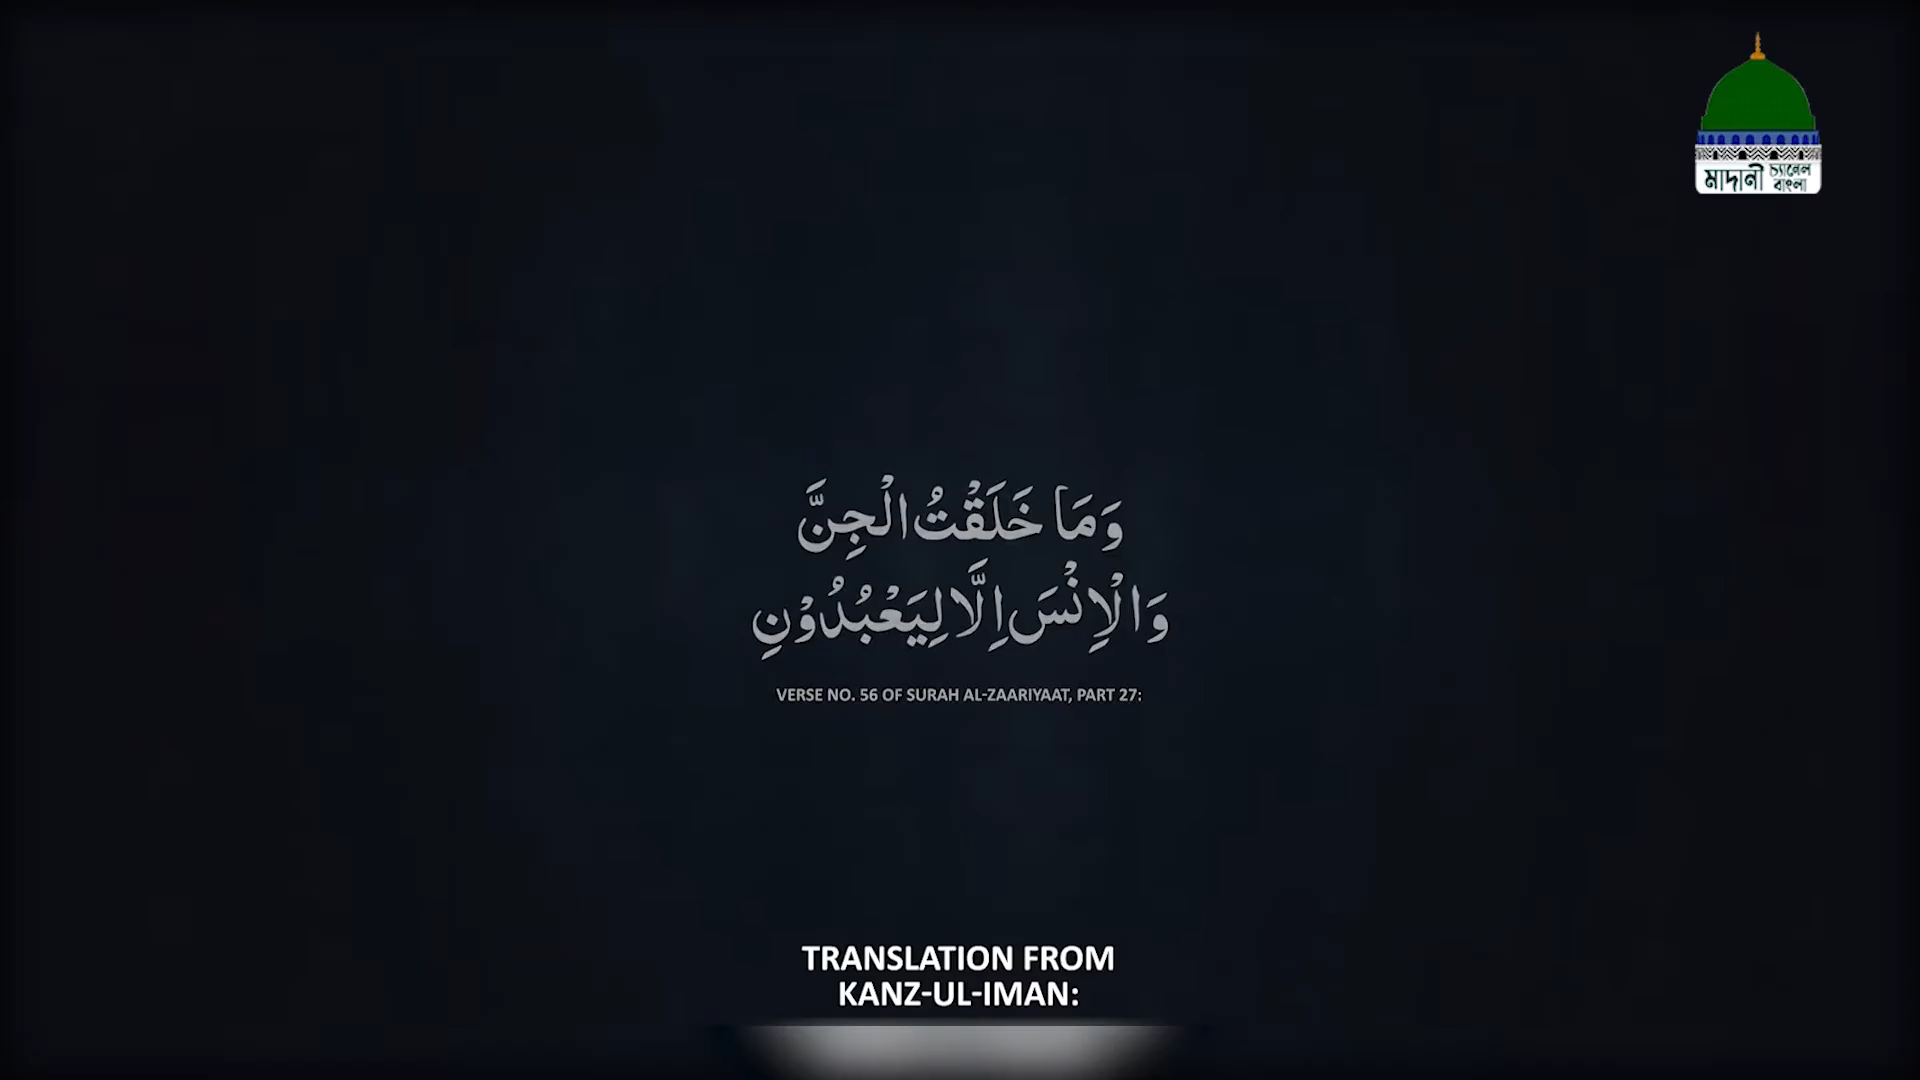 মাদানী চ্যানেল
বাংলা
وَمَا خَلَقْتُ الْجِنَّ
وَالْاِنْسَ اِلَّا لِيَعْبُدُوْنِ
VERSE NO. 56 OF SURAH AL-ZAARIYAAT, PART 27:
TRANSLATION FROM
KANZ-UL-IMAN: